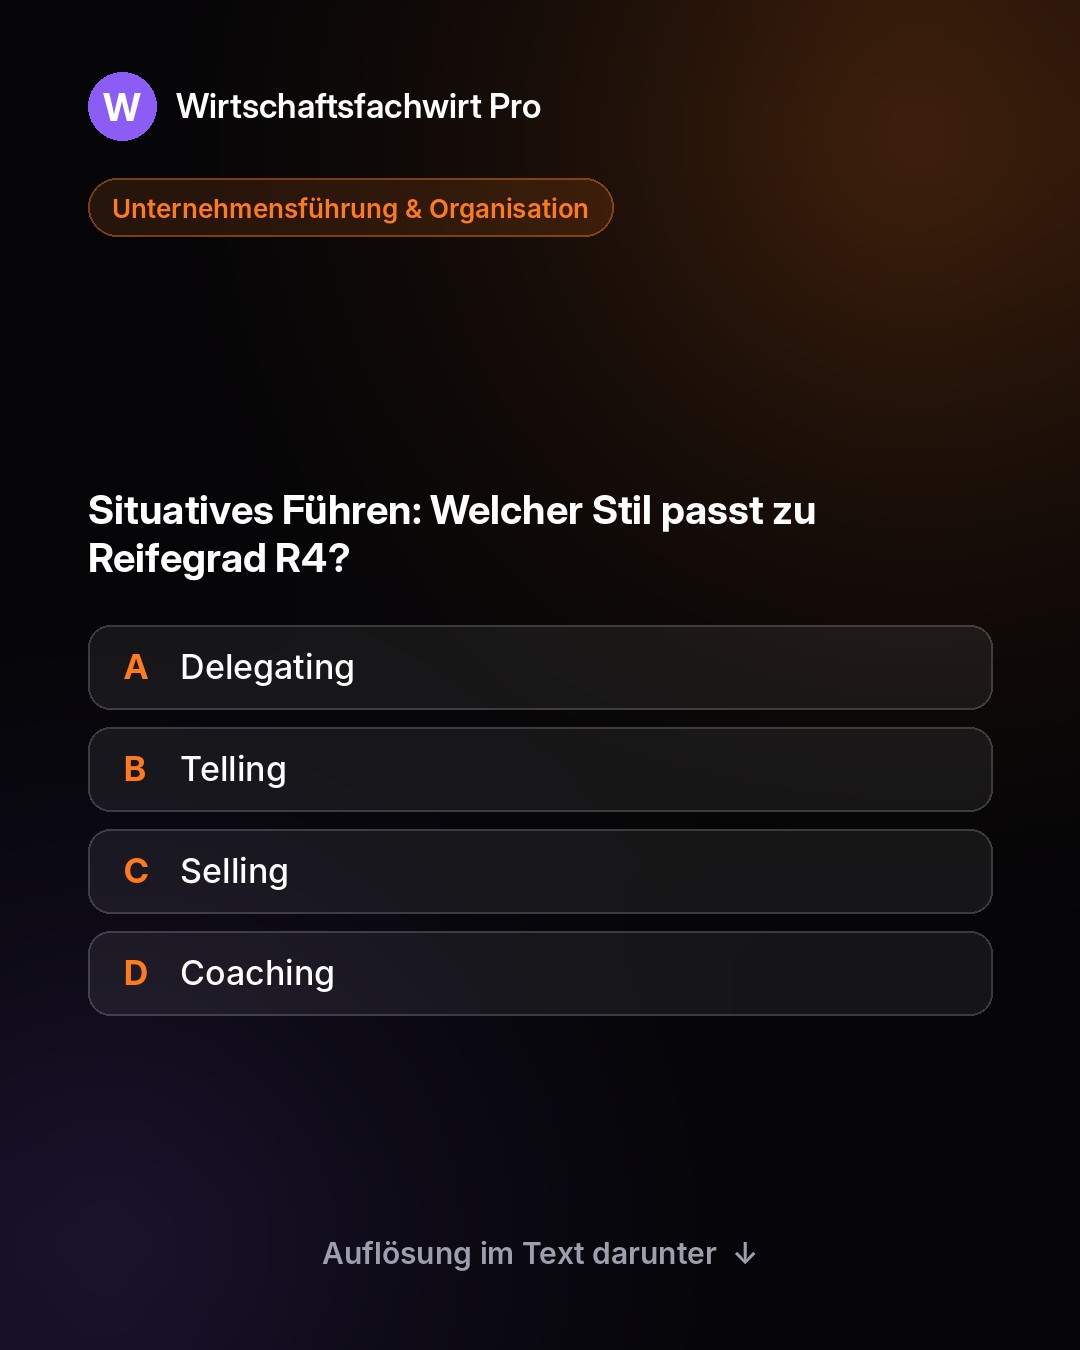 W Wirtschaftsfachwirt Pro
Unternehmensführung & Organisation
Situatives Führen: Welcher Stil passt zu
Reifegrad R4?
A Delegating
B Telling
C Selling
D Coaching
Auflösung im Text darunter ↓